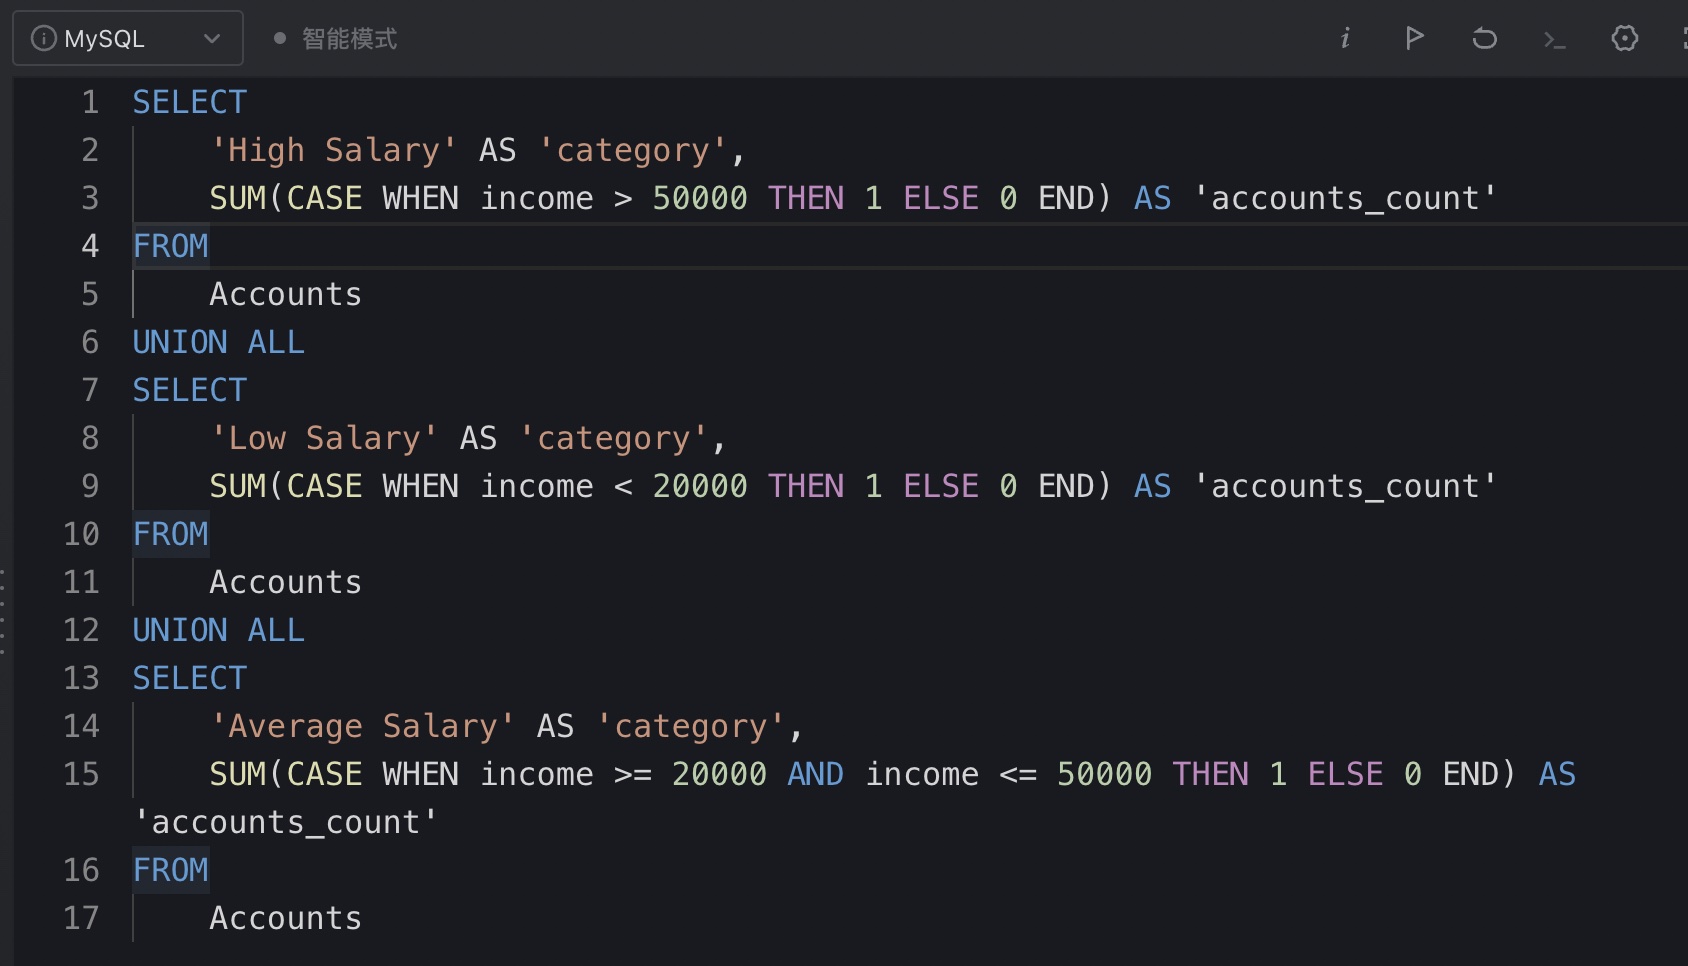 MySQL 智能模式
1 SELECT
2 'High Salary' AS 'category',
3 SUM(CASE WHEN income > 50000 THEN 1 ELSE 0 END) AS 'accounts_count'
4 FROM
5 Accounts
6 UNION ALL
7 SELECT
8 'Low Salary' AS 'category',
9 SUM(CASE WHEN income < 20000 THEN 1 ELSE 0 END) AS 'accounts_count'
10 FROM
11 Accounts
12 UNION ALL
13 SELECT
14 'Average Salary' AS 'category',
15 SUM(CASE WHEN income >= 20000 AND income <= 50000 THEN 1 ELSE 0 END) AS
'accounts_count'
16 FROM
17 Accounts